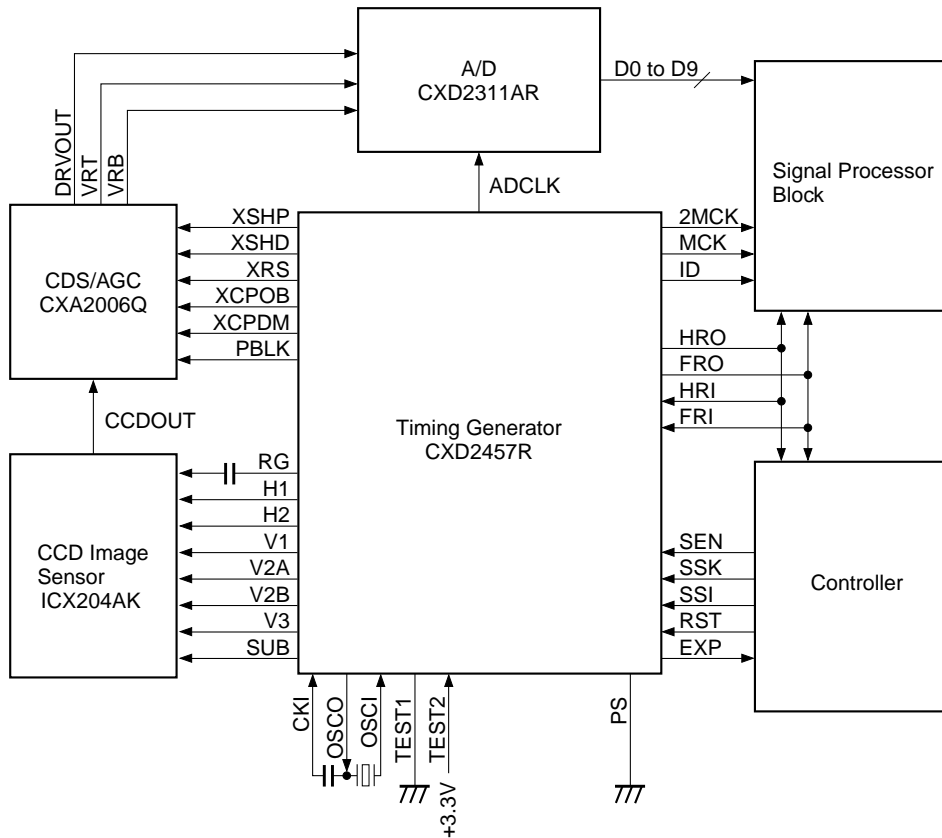 A/D
CXD2311AR
D0 to D9
DRVOUT
VRT
VRB
ADCLK
Signal Processor
Block
CDS/AGC
CXA2006Q
XSHP
XSHD
XRS
XCPOB
XCPDM
PBLK
2MCK
MCK
ID
HRO
FRO
HRI
FRI
CCDOUT
Timing Generator
CXD2457R
CCD Image
Sensor
ICX204AK
RG
H1
H2
V1
V2A
V2B
V3
SUB
SEN
SSK
SSI
RST
EXP
Controller
CKI
OSCO
OSCI
TEST1
TEST2
+3.3V
PS